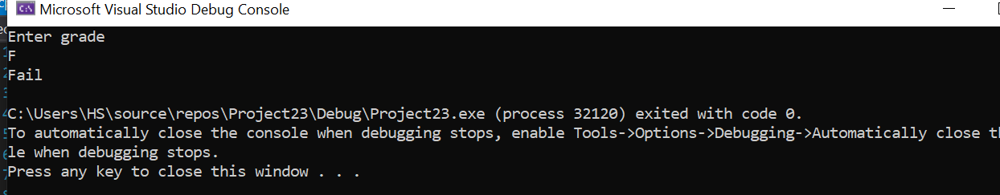 Microsoft Visual Studio Debug Console
Enter grade
F
Fail
C:\Users\HS\source\repos\Project23\Debug\Project23.exe (process 32120) exited with code 0.
To automatically close the console when debugging stops, enable Tools->Options->Debugging->Automatically close
le when debugging stops.
Press any key to close this window . . .